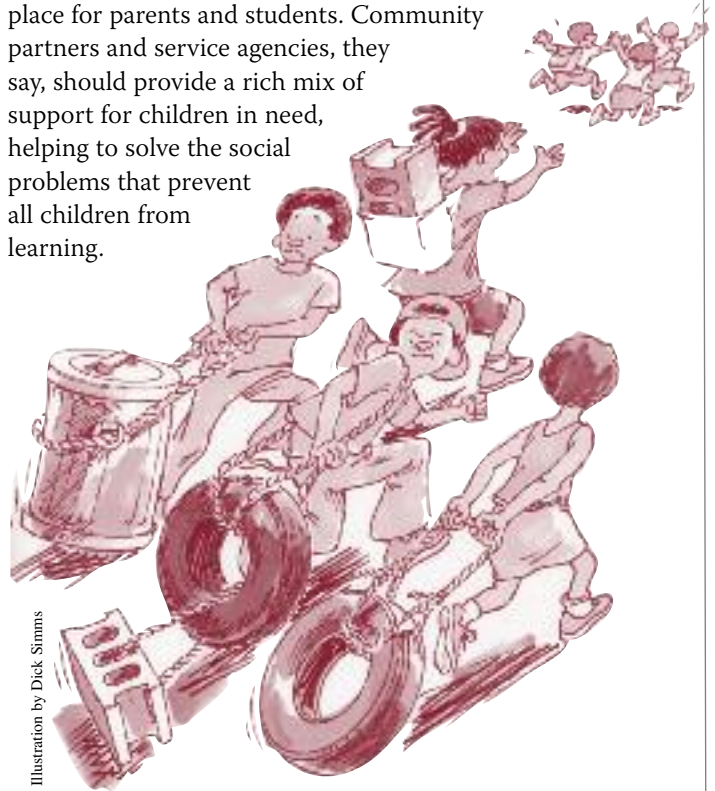 place for parents and students. Community
partners and service agencies, they
say, should provide a rich mix of
support for children in need,
helping to solve the social
problems that prevent
all children from
learning.
Illustration by Dick Simms